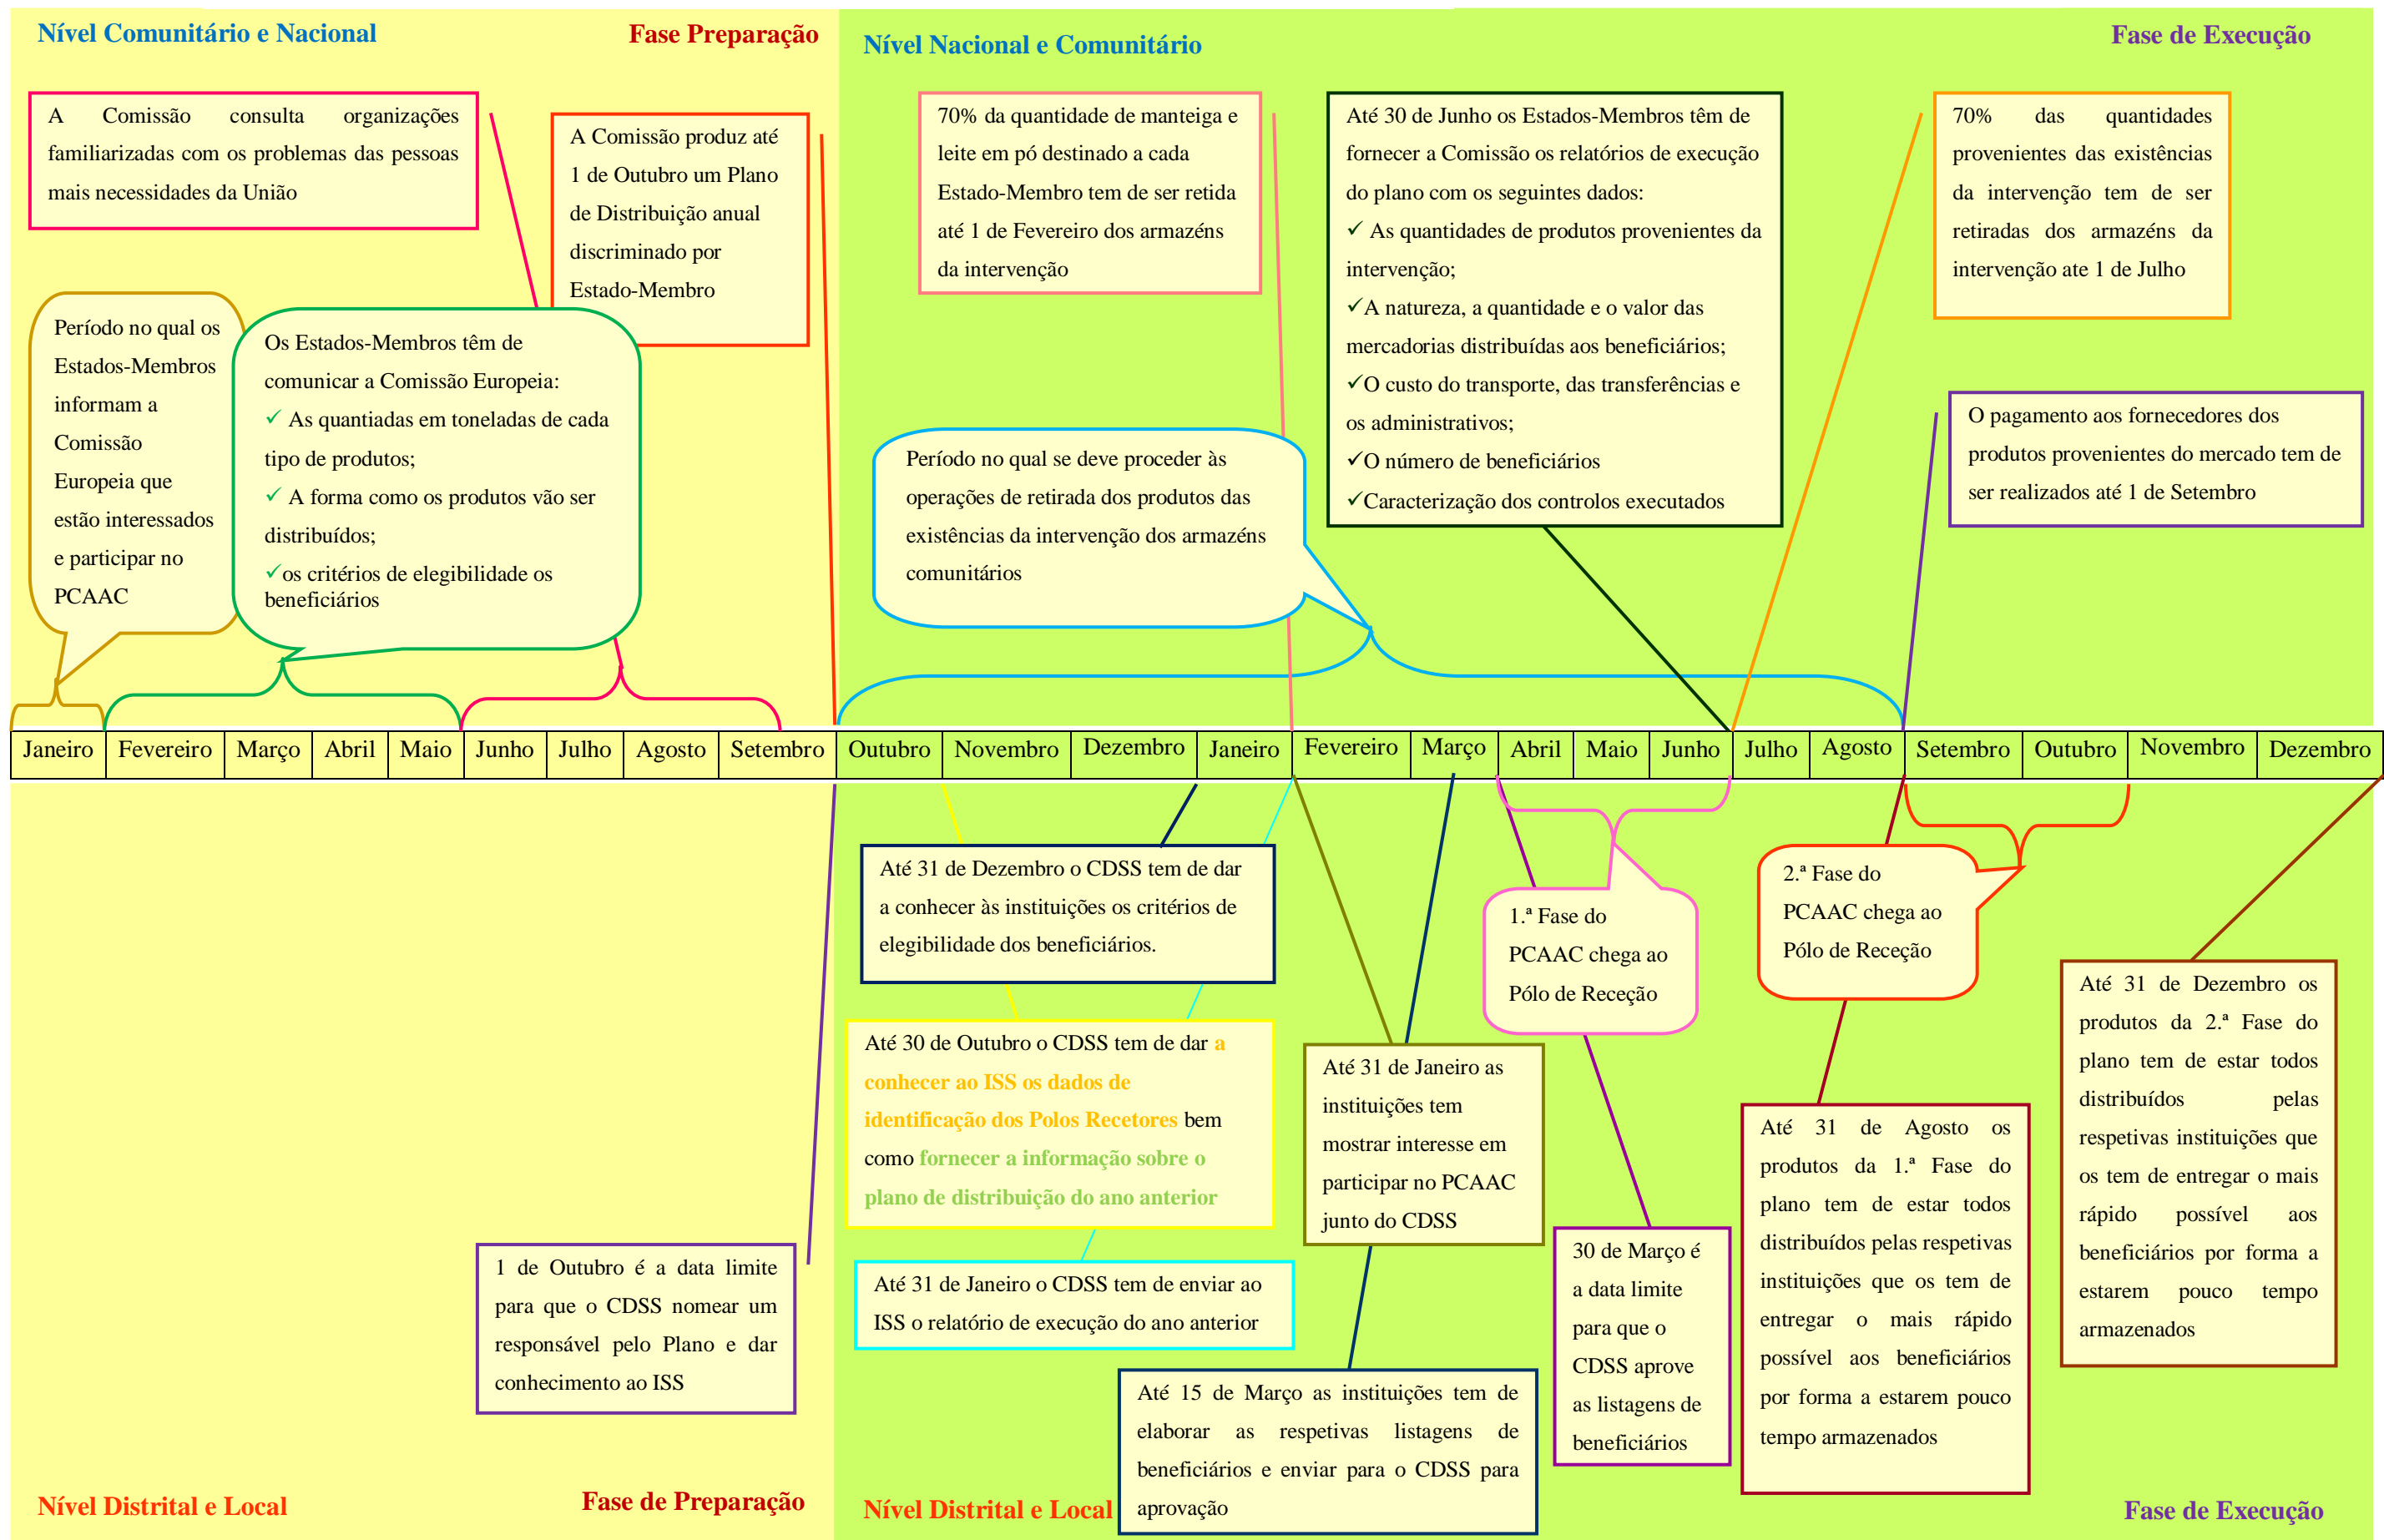 Nível Comunitário e Nacional
Fase Preparação
Nível Nacional e Comunitário
Fase de Execução
A Comissão consulta organizações
familiarizadas com os problemas das pessoas
mais necessidades da União
A Comissão produz até
1 de Outubro um Plano
de Distribuição anual
discriminado por
Estado-Membro
70% da quantidade de manteiga e
leite em pó destinado a cada
Estado-Membro tem de ser retida
até 1 de Fevereiro dos armazéns
da intervenção
Até 30 de Junho os Estados-Membros têm de
fornecer a Comissão os relatórios de execução
do plano com os seguintes dados:
✓ As quantidades de produtos provenientes da
intervenção;
✓A natureza, a quantidade e o valor das
mercadorias distribuídas aos beneficiários;
✓O custo do transporte, das transferências e
os administrativos;
✓O número de beneficiários
✓Caracterização dos controlos executados
70% das quantidades
provenientes das existências
da intervenção tem de ser
retiradas dos armazéns da
intervenção ate 1 de Julho
Período no qual os
Estados-Membros
informam a
Comissão
Europeia que
estão interessados
e participar no
PCAAC
Os Estados-Membros têm de
comunicar a Comissão Europeia:
✓ As quantiadas em toneladas de cada
tipo de produtos;
✓ A forma como os produtos vão ser
distribuídos;
✓os critérios de elegibilidade os
beneficiários
Período no qual se deve proceder às
operações de retirada dos produtos das
existências da intervenção dos armazéns
comunitários
O pagamento aos fornecedores dos
produtos provenientes do mercado tem de
ser realizados até 1 de Setembro
Janeiro Fevereiro Março Abril Maio Junho Julho Agosto Setembro Outubro Novembro Dezembro Janeiro Fevereiro Março Abril Maio Junho Julho Agosto Setembro Outubro Novembro Dezembro
Até 31 de Dezembro o CDSS tem de dar
a conhecer às instituições os critérios de
elegibilidade dos beneficiários.
1.ª Fase do
PCAAC chega ao
Pólo de Receção
2.ª Fase do
PCAAC chega ao
Pólo de Receção
Até 30 de Outubro o CDSS tem de dar a
conhecer ao ISS os dados de
identificação dos Polos Recetores bem
como fornecer a informação sobre o
plano de distribuição do ano anterior
Até 31 de Janeiro as
instituições tem
mostrar interesse em
participar no PCAAC
junto do CDSS
Até 31 de Dezembro os
produtos da 2.ª Fase do
plano tem de estar todos
distribuídos pelas
respetivas instituições que
os tem de entregar o mais
rápido possível aos
beneficiários por forma a
estarem pouco tempo
armazenados
Até 31 de Agosto os
produtos da 1.ª Fase do
plano tem de estar todos
distribuídos pelas respetivas
instituições que os tem de
entregar o mais rápido
possível aos beneficiários
por forma a estarem pouco
tempo armazenados
1 de Outubro é a data limite
para que o CDSS nomear um
responsável pelo Plano e dar
conhecimento ao ISS
Até 31 de Janeiro o CDSS tem de enviar ao
ISS o relatório de execução do ano anterior
30 de Março é
a data limite
para que o
CDSS aprove
as listagens de
beneficiários
Até 15 de Março as instituições tem de
elaborar as respetivas listagens de
beneficiários e enviar para o CDSS para
aprovação
Nível Distrital e Local
Fase de Preparação
Nível Distrital e Local
Fase de Execução